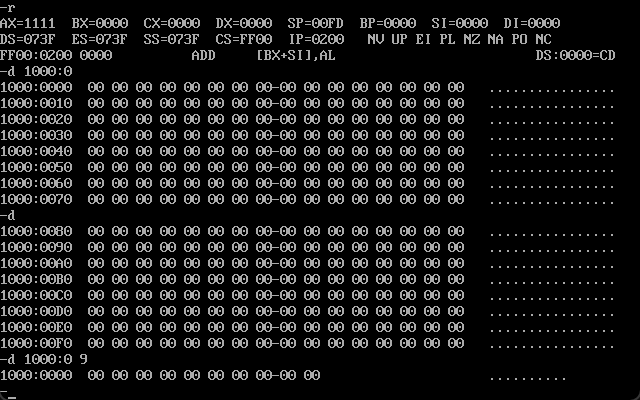 -r
AX=1111  BX=0000  CX=0000  DX=0000  SP=00FD  BP=0000  SI=0000  DI=0000
DS=073F  ES=073F  SS=073F  CS=FF00  IP=0200   NV UP EI PL NZ NA PO NC
FF00:0200 0000          ADD     [BX+SI],AL                         DS:0000=CD
-d 1000:0
1000:0000  00 00 00 00 00 00 00 00-00 00 00 00 00 00 00 00   ................
1000:0010  00 00 00 00 00 00 00 00-00 00 00 00 00 00 00 00   ................
1000:0020  00 00 00 00 00 00 00 00-00 00 00 00 00 00 00 00   ................
1000:0030  00 00 00 00 00 00 00 00-00 00 00 00 00 00 00 00   ................
1000:0040  00 00 00 00 00 00 00 00-00 00 00 00 00 00 00 00   ................
1000:0050  00 00 00 00 00 00 00 00-00 00 00 00 00 00 00 00   ................
1000:0060  00 00 00 00 00 00 00 00-00 00 00 00 00 00 00 00   ................
1000:0070  00 00 00 00 00 00 00 00-00 00 00 00 00 00 00 00   ................
-d
1000:0080  00 00 00 00 00 00 00 00-00 00 00 00 00 00 00 00   ................
1000:0090  00 00 00 00 00 00 00 00-00 00 00 00 00 00 00 00   ................
1000:00A0  00 00 00 00 00 00 00 00-00 00 00 00 00 00 00 00   ................
1000:00B0  00 00 00 00 00 00 00 00-00 00 00 00 00 00 00 00   ................
1000:00C0  00 00 00 00 00 00 00 00-00 00 00 00 00 00 00 00   ................
1000:00D0  00 00 00 00 00 00 00 00-00 00 00 00 00 00 00 00   ................
1000:00E0  00 00 00 00 00 00 00 00-00 00 00 00 00 00 00 00   ................
1000:00F0  00 00 00 00 00 00 00 00-00 00 00 00 00 00 00 00   ................
-d 1000:0 9
1000:0000  00 00 00 00 00 00 00 00-00 00                     ..........
-_